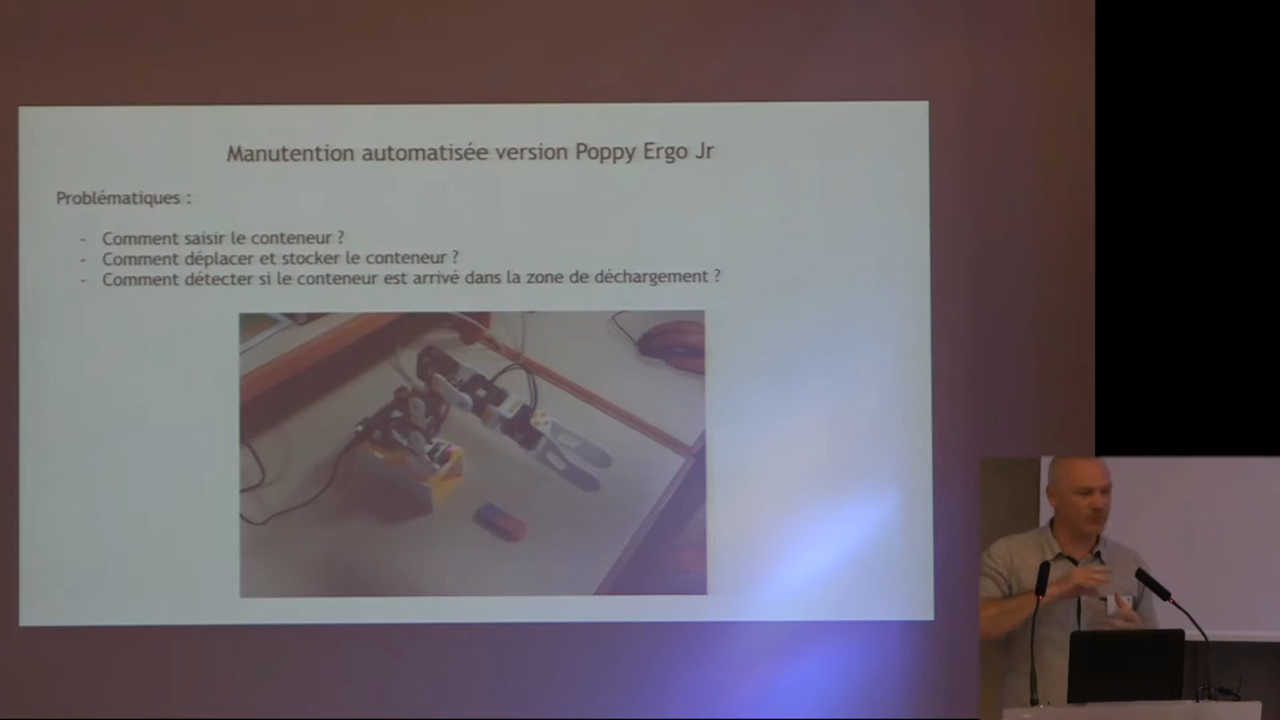 Manutention automatisée version Poppy Ergo Jr
Problématiques :
- Comment saisir le conteneur ?
- Comment déplacer et stocker le conteneur ?
- Comment détecter si le conteneur est arrivé dans la zone de déchargement ?